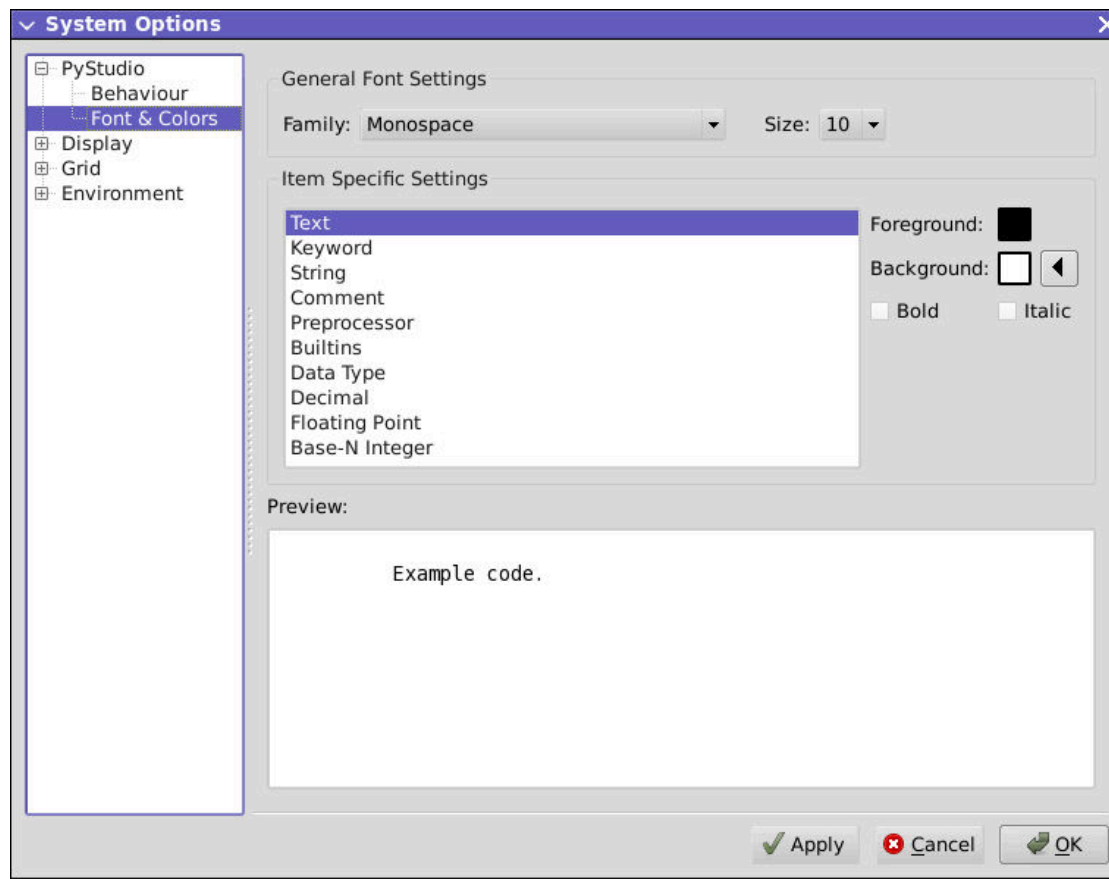 System Options
PyStudio
Behaviour
Font & Colors
Display
Grid
Environment
General Font Settings
Family: Monospace Size: 10
Item Specific Settings
Text
Keyword
String
Comment
Preprocessor
Builtins
Data Type
Decimal
Floating Point
Base-N Integer
Foreground:
Background:
Bold Italic
Preview:
Example code.
Apply Cancel OK